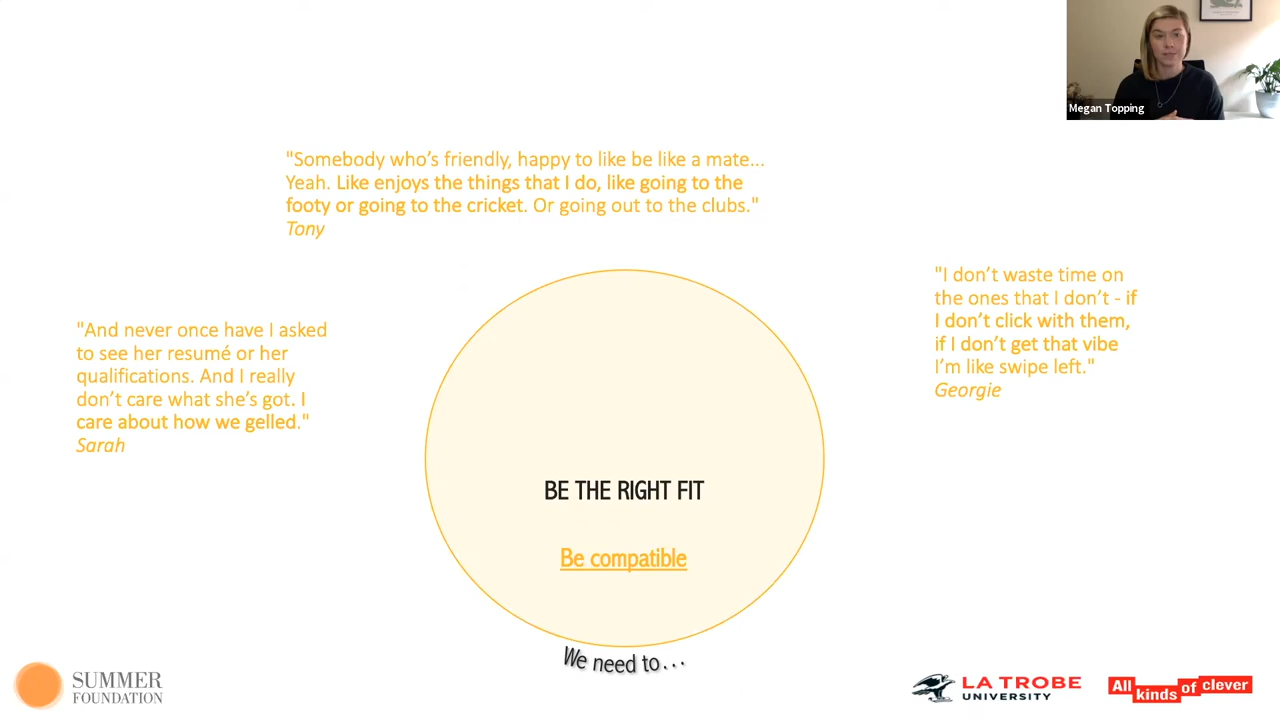 Megan Topping
"Somebody who's friendly, happy to like be like a mate...
Yeah. Like enjoys the things that I do, like going to the
footy or going to the cricket. Or going out to the clubs."
Tony
"I don't waste time on
the ones that I don't - if
I don't click with them,
if I don't get that vibe
I'm like swipe left."
Georgie
"And never once have I asked
to see her resumé or her
qualifications. And I really
don't care what she's got. I
care about how we gelled."
Sarah
BE THE RIGHT FIT
Be compatible
We need to...
SUMMER
FOUNDATION
LA TROBE
UNIVERSITY
All kinds of clever